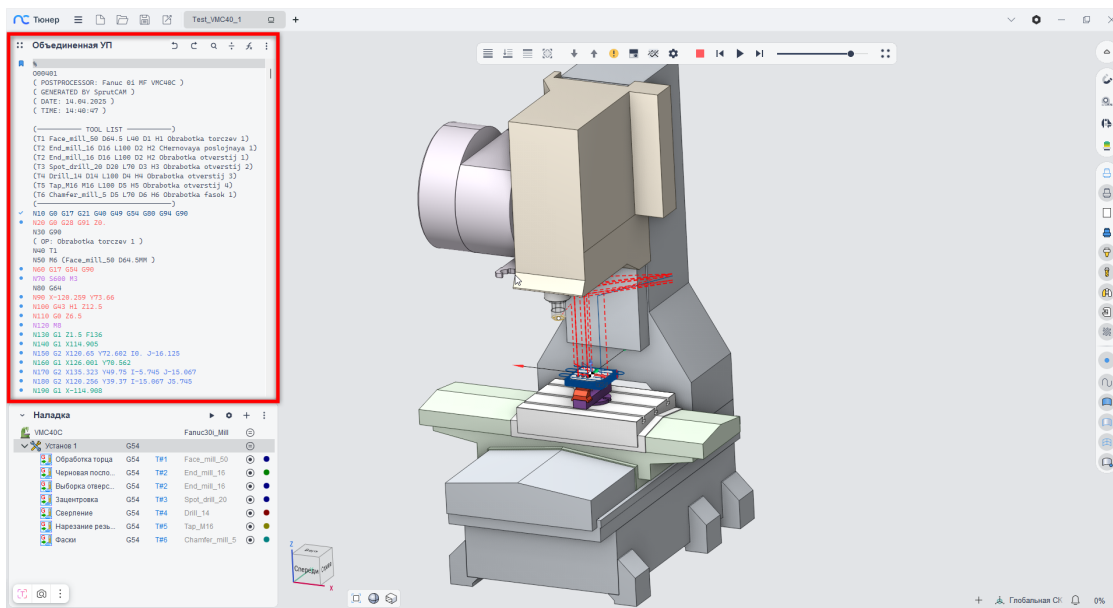 Тюнер
Test_VMC40_1
Объединенная УП
%
O00401
( POSTPROCESSOR: Fanuc 0i MF VMC40C )
( GENERATED BY SprutCAM )
( DATE: 14.04.2025 )
( TIME: 14:40:47 )
(———— TOOL LIST ————)
(T1 Face_mill_50 D64.5 L40 D1 H1 Obrabotka torczev 1)
(T2 End_mill_16 D16 L100 D2 H2 CHernovaya poslojnaya 1)
(T2 End_mill_16 D16 L100 D2 H2 Obrabotka otverstij 1)
(T3 Spot_drill_20 D20 L70 D3 H3 Obrabotka otverstij 2)
(T4 Drill_14 D14 L100 D4 H4 Obrabotka otverstij 3)
(T5 Tap_M16 M16 L100 D5 H5 Obrabotka otverstij 4)
(T6 Chamfer_mill_5 D5 L70 D6 H6 Obrabotka fasok 1)
(————————————)
N10 G0 G17 G21 G40 G49 G54 G80 G94 G90
N20 G0 G28 G91 Z0.
N30 G90
( OP: Obrabotka torczev 1 )
N40 T1
N50 M6 (Face_mill_50 D64.5MM )
N60 G17 G54 G90
N70 S600 M3
N80 G64
N90 X-120.259 Y73.66
N100 G43 H1 Z12.5
N110 G0 Z6.5
N120 M8
N130 G1 Z1.5 F136
N140 G1 X114.905
N150 G2 X120.65 Y72.602 I0. J-16.125
N160 G1 X126.001 Y70.562
N170 G2 X115.323 Y49.75 I-5.745 J-15.067
N180 G2 X120.256 Y39.37 I-15.067 J5.745
N190 G1 X-114.908
Наладка
VMC40C Fanuc30i_Mill
Установ 1 G54
Обработка торца G54 T#1 Face_mill_50
Черновая посло... G54 T#2 End_mill_16
Выборка отверс... G54 T#2 End_mill_16
Зацентровка G54 T#3 Spot_drill_20
Сверление G54 T#4 Drill_14
Нарезание резь... G54 T#5 Tap_M16
Фаски G54 T#6 Chamfer_mill_5
Z
Спереди
X
Глобальная СК 0%